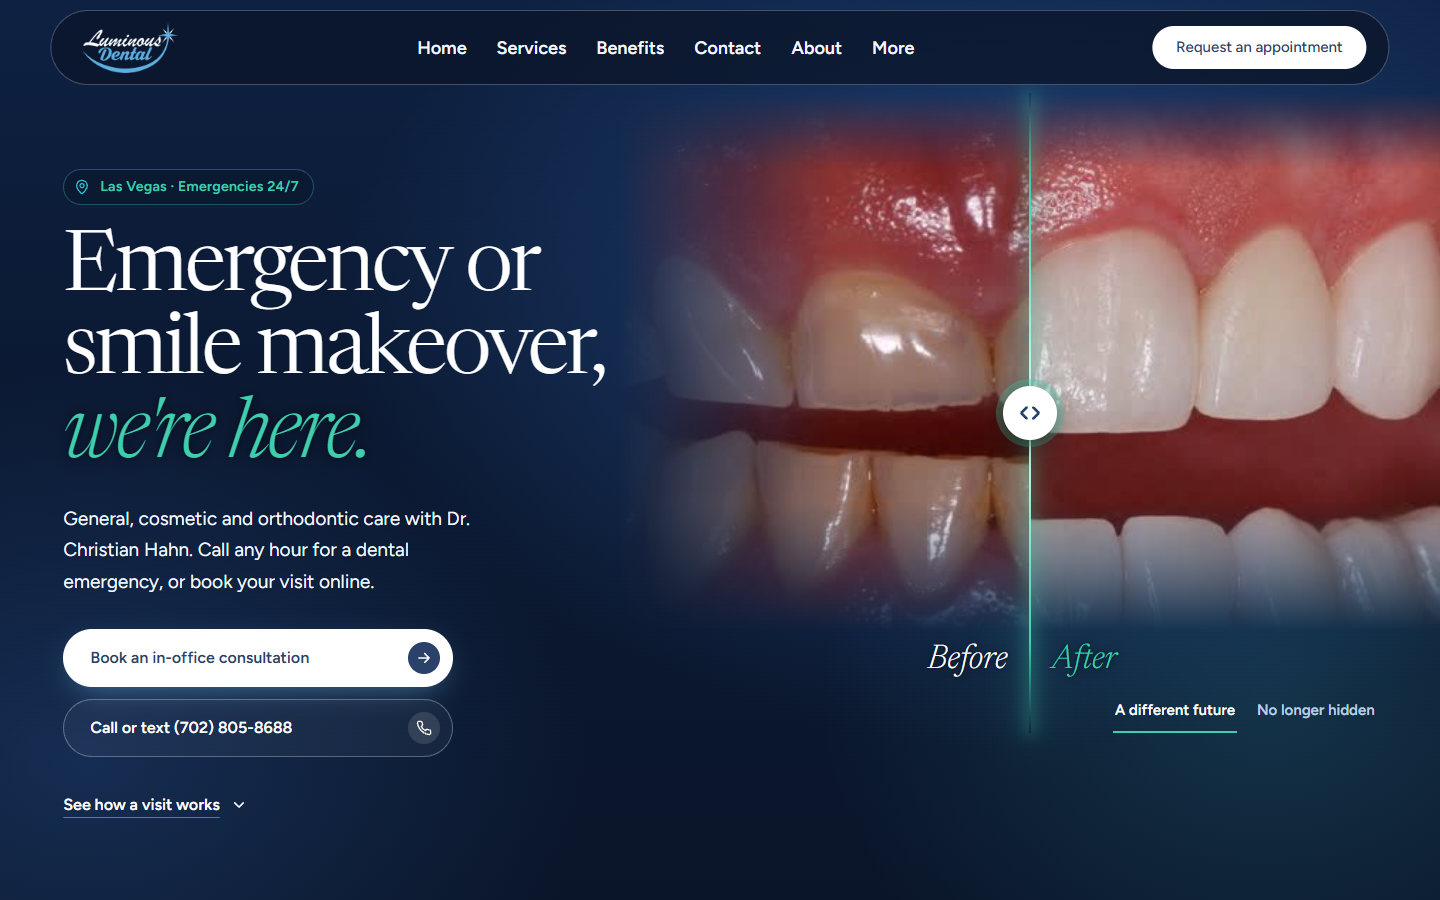 Luminous
Dental
Home
Services
Benefits
Contact
About
More
Request an appointment
Las Vegas · Emergencies 24/7
Emergency or
smile makeover,
we're here.
General, cosmetic and orthodontic care with Dr.
Christian Hahn. Call any hour for a dental
emergency, or book your visit online.
Book an in-office consultation
Call or text (702) 805-8688
See how a visit works
Before
After
A different future
No longer hidden